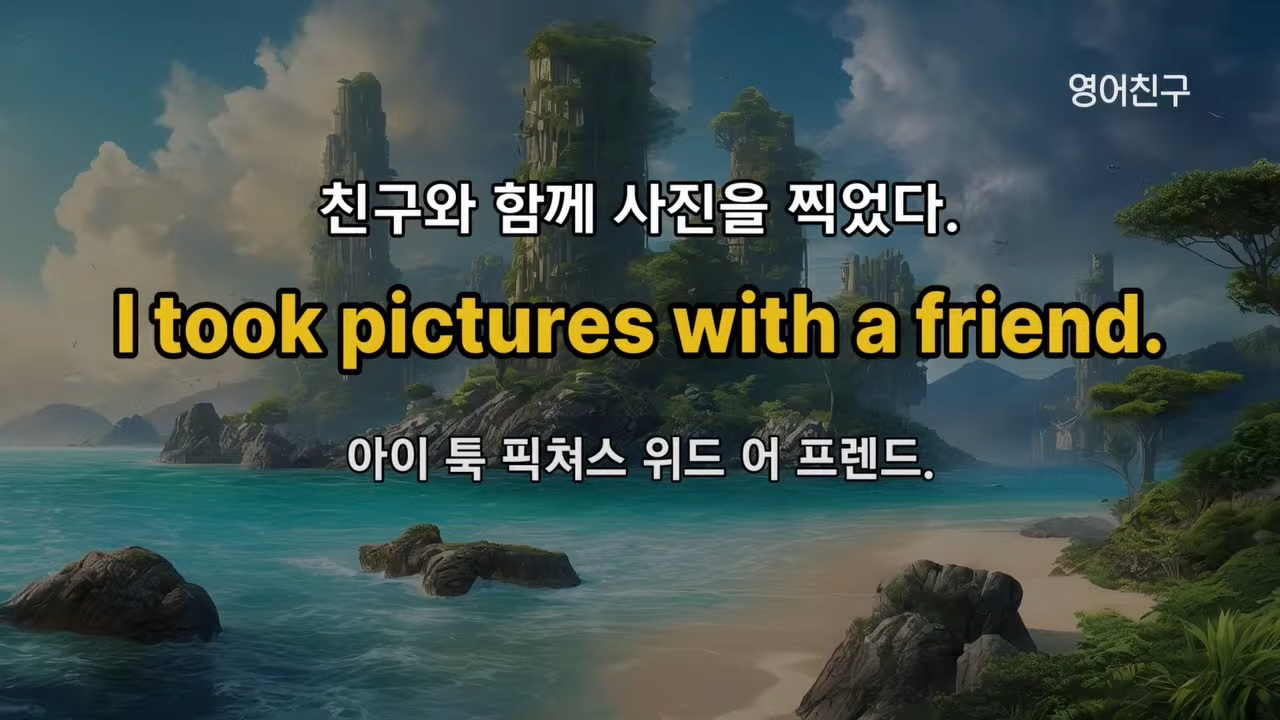 영어친구
친구와 함께 사진을 찍었다.
I took pictures with a friend.
아이 툭 픽쳐스 위드 어 프렌드.